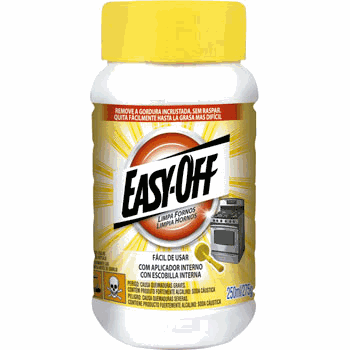 REMOVE A GORDURA INCRUSTADA, SEM RASPAR.
QUITA FÁCILMENTE HASTA LA GRASA MAS DIFÍCIL
EASY-OFF
LIMPA FORNOS
LIMPIA HORNOS
FÁCIL DE USAR
COM APLICADOR INTERNO
CON ESCOBILLA INTERNA
PERIGO: CAUSA QUEIMADURAS GRAVES.
CONTÉM PRODUTO FORTEMENTE ALCALINO: SODA CÁUSTICA
PELIGRO: CAUSA QUEMADURAS SEVERAS.
CONTIENE PRODUCTO FUERTEMENTE ALCALINO: SODA CÁUSTICA
250ml(275g)